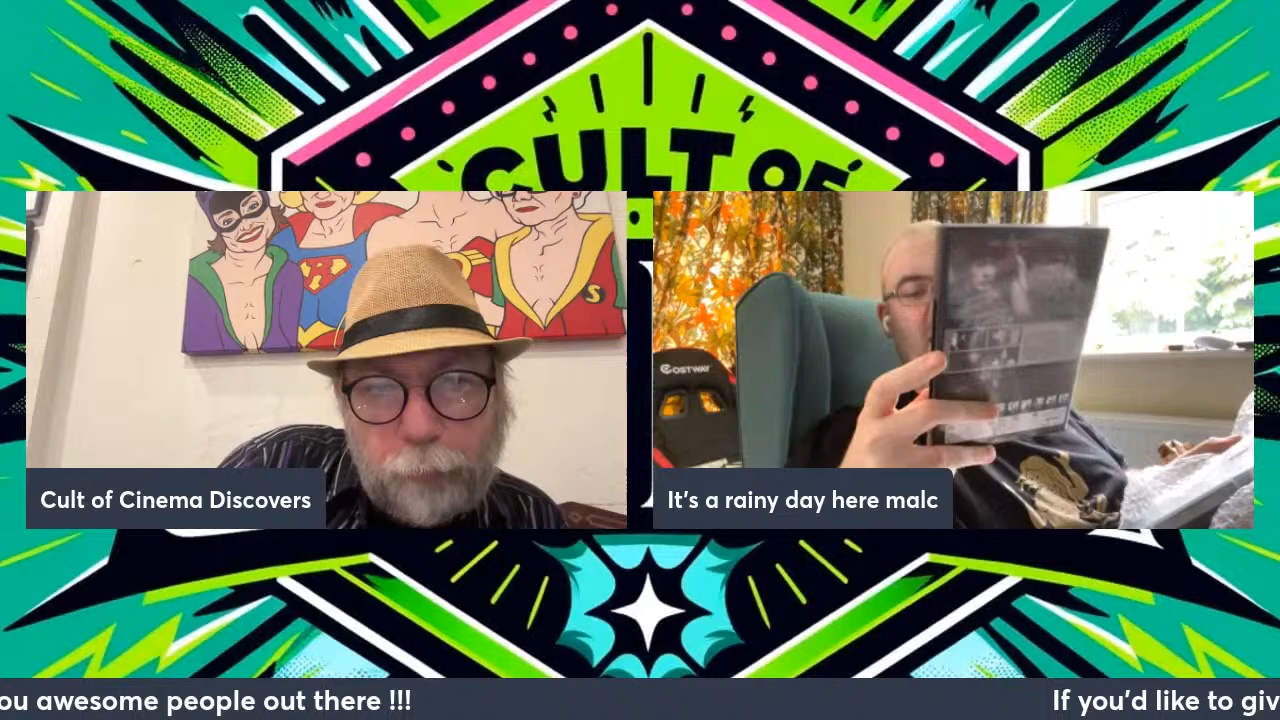 CULT OF
R
S
COSTWAY
Cult of Cinema Discovers
It's a rainy day here malc
ou awesome people out there !!!
If you'd like to giv